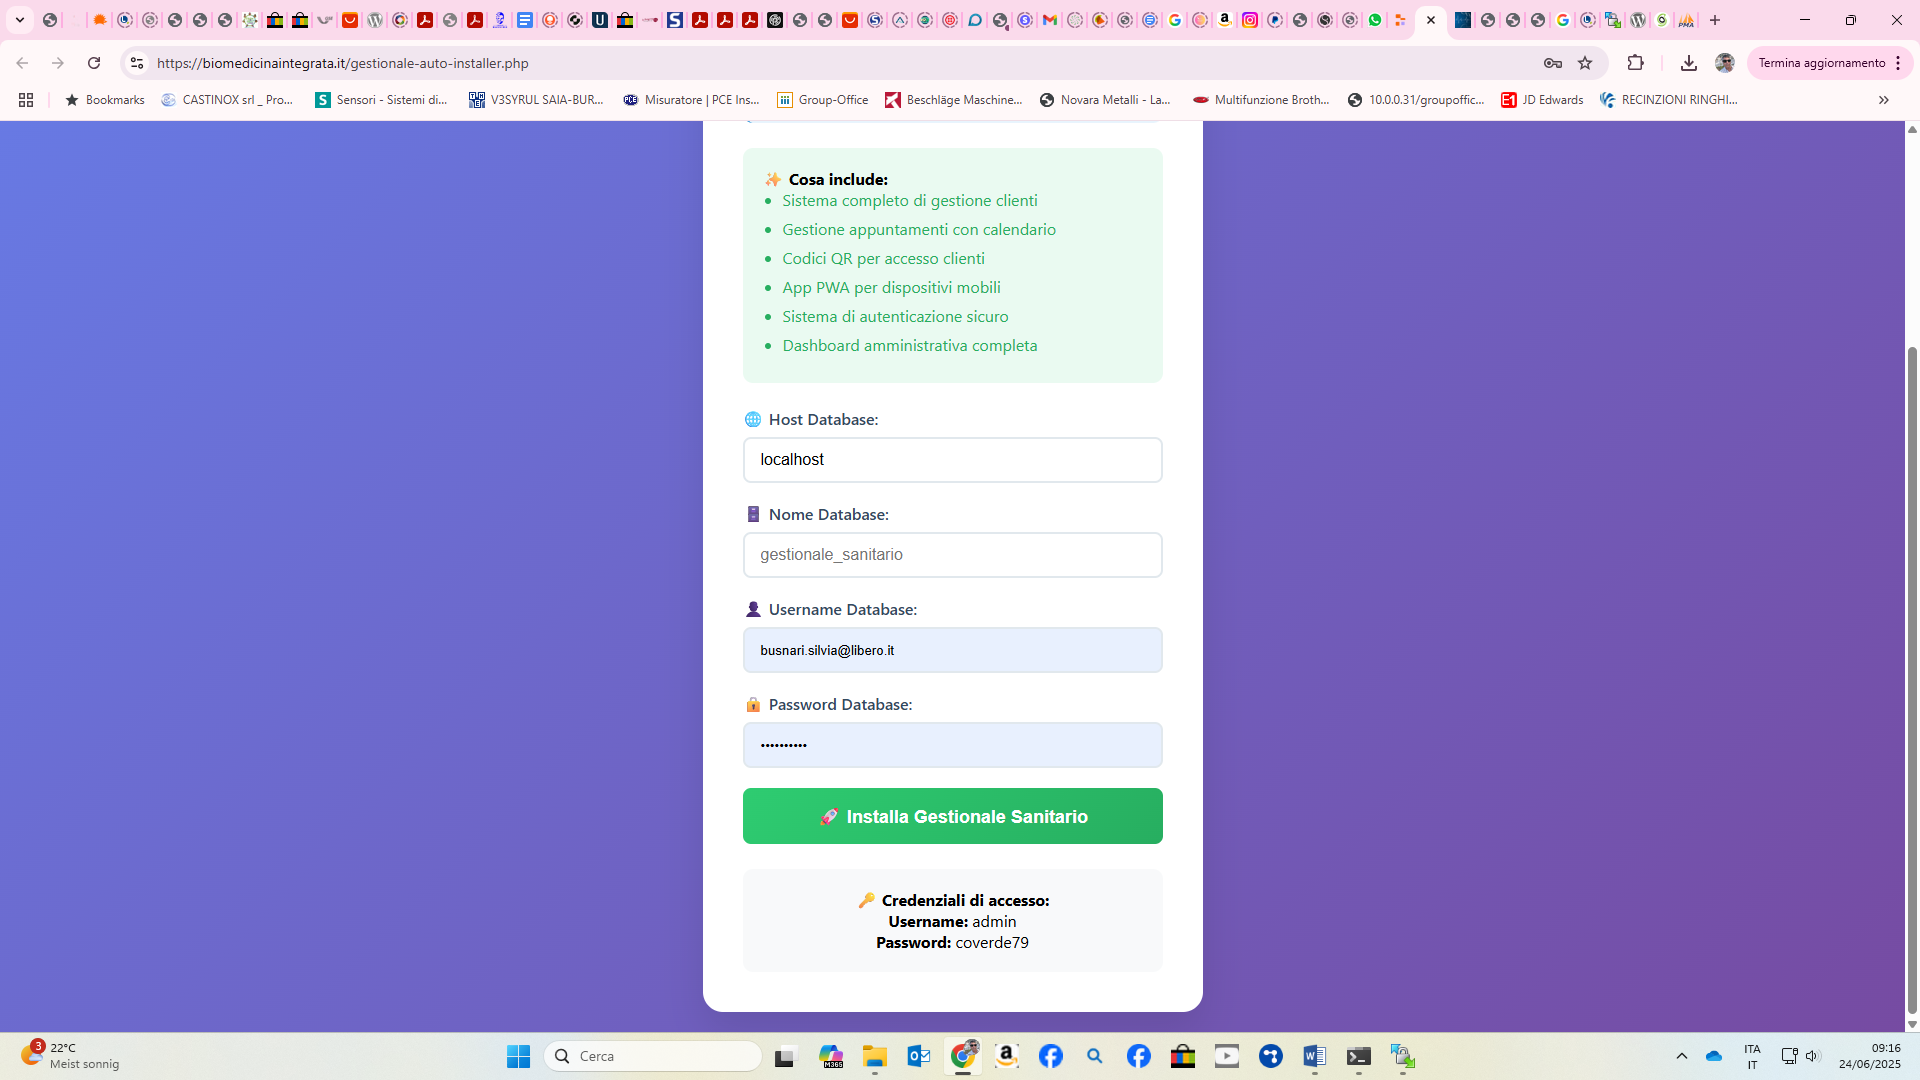 https://biomedicinaintegrata.it/gestionale-auto-installer.php
Termina aggiornamento
Bookmarks
CASTINOX srl _ Pro...
Sensori - Sistemi di...
V3SYRUL SAIA-BUR...
Misuratore | PCE Ins...
Group-Office
Beschläge Maschine...
Novara Metalli - La...
Multifunzione Broth...
10.0.0.31/groupoffic...
JD Edwards
RECINZIONI RINGHI...
Cosa include:
Sistema completo di gestione clienti
Gestione appuntamenti con calendario
Codici QR per accesso clienti
App PWA per dispositivi mobili
Sistema di autenticazione sicuro
Dashboard amministrativa completa
Host Database:
localhost
Nome Database:
gestionale_sanitario
Username Database:
busnari.silvia@libero.it
Password Database:
••••••••••
Installa Gestionale Sanitario
Credenziali di accesso:
Username: admin
Password: coverde79
3
22°C
Meist sonnig
Cerca
ITA
IT
09:16
24/06/2025